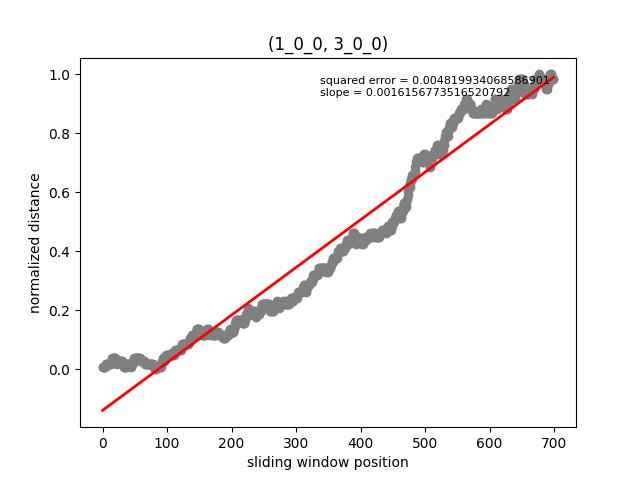 (1_0_0, 3_0_0)
squared error = 0.004819934068586901
slope = 0.0016156773516520792
normalized distance
1.0
0.8
0.6
0.4
0.2
0.0
0 100 200 300 400 500 600 700
sliding window position